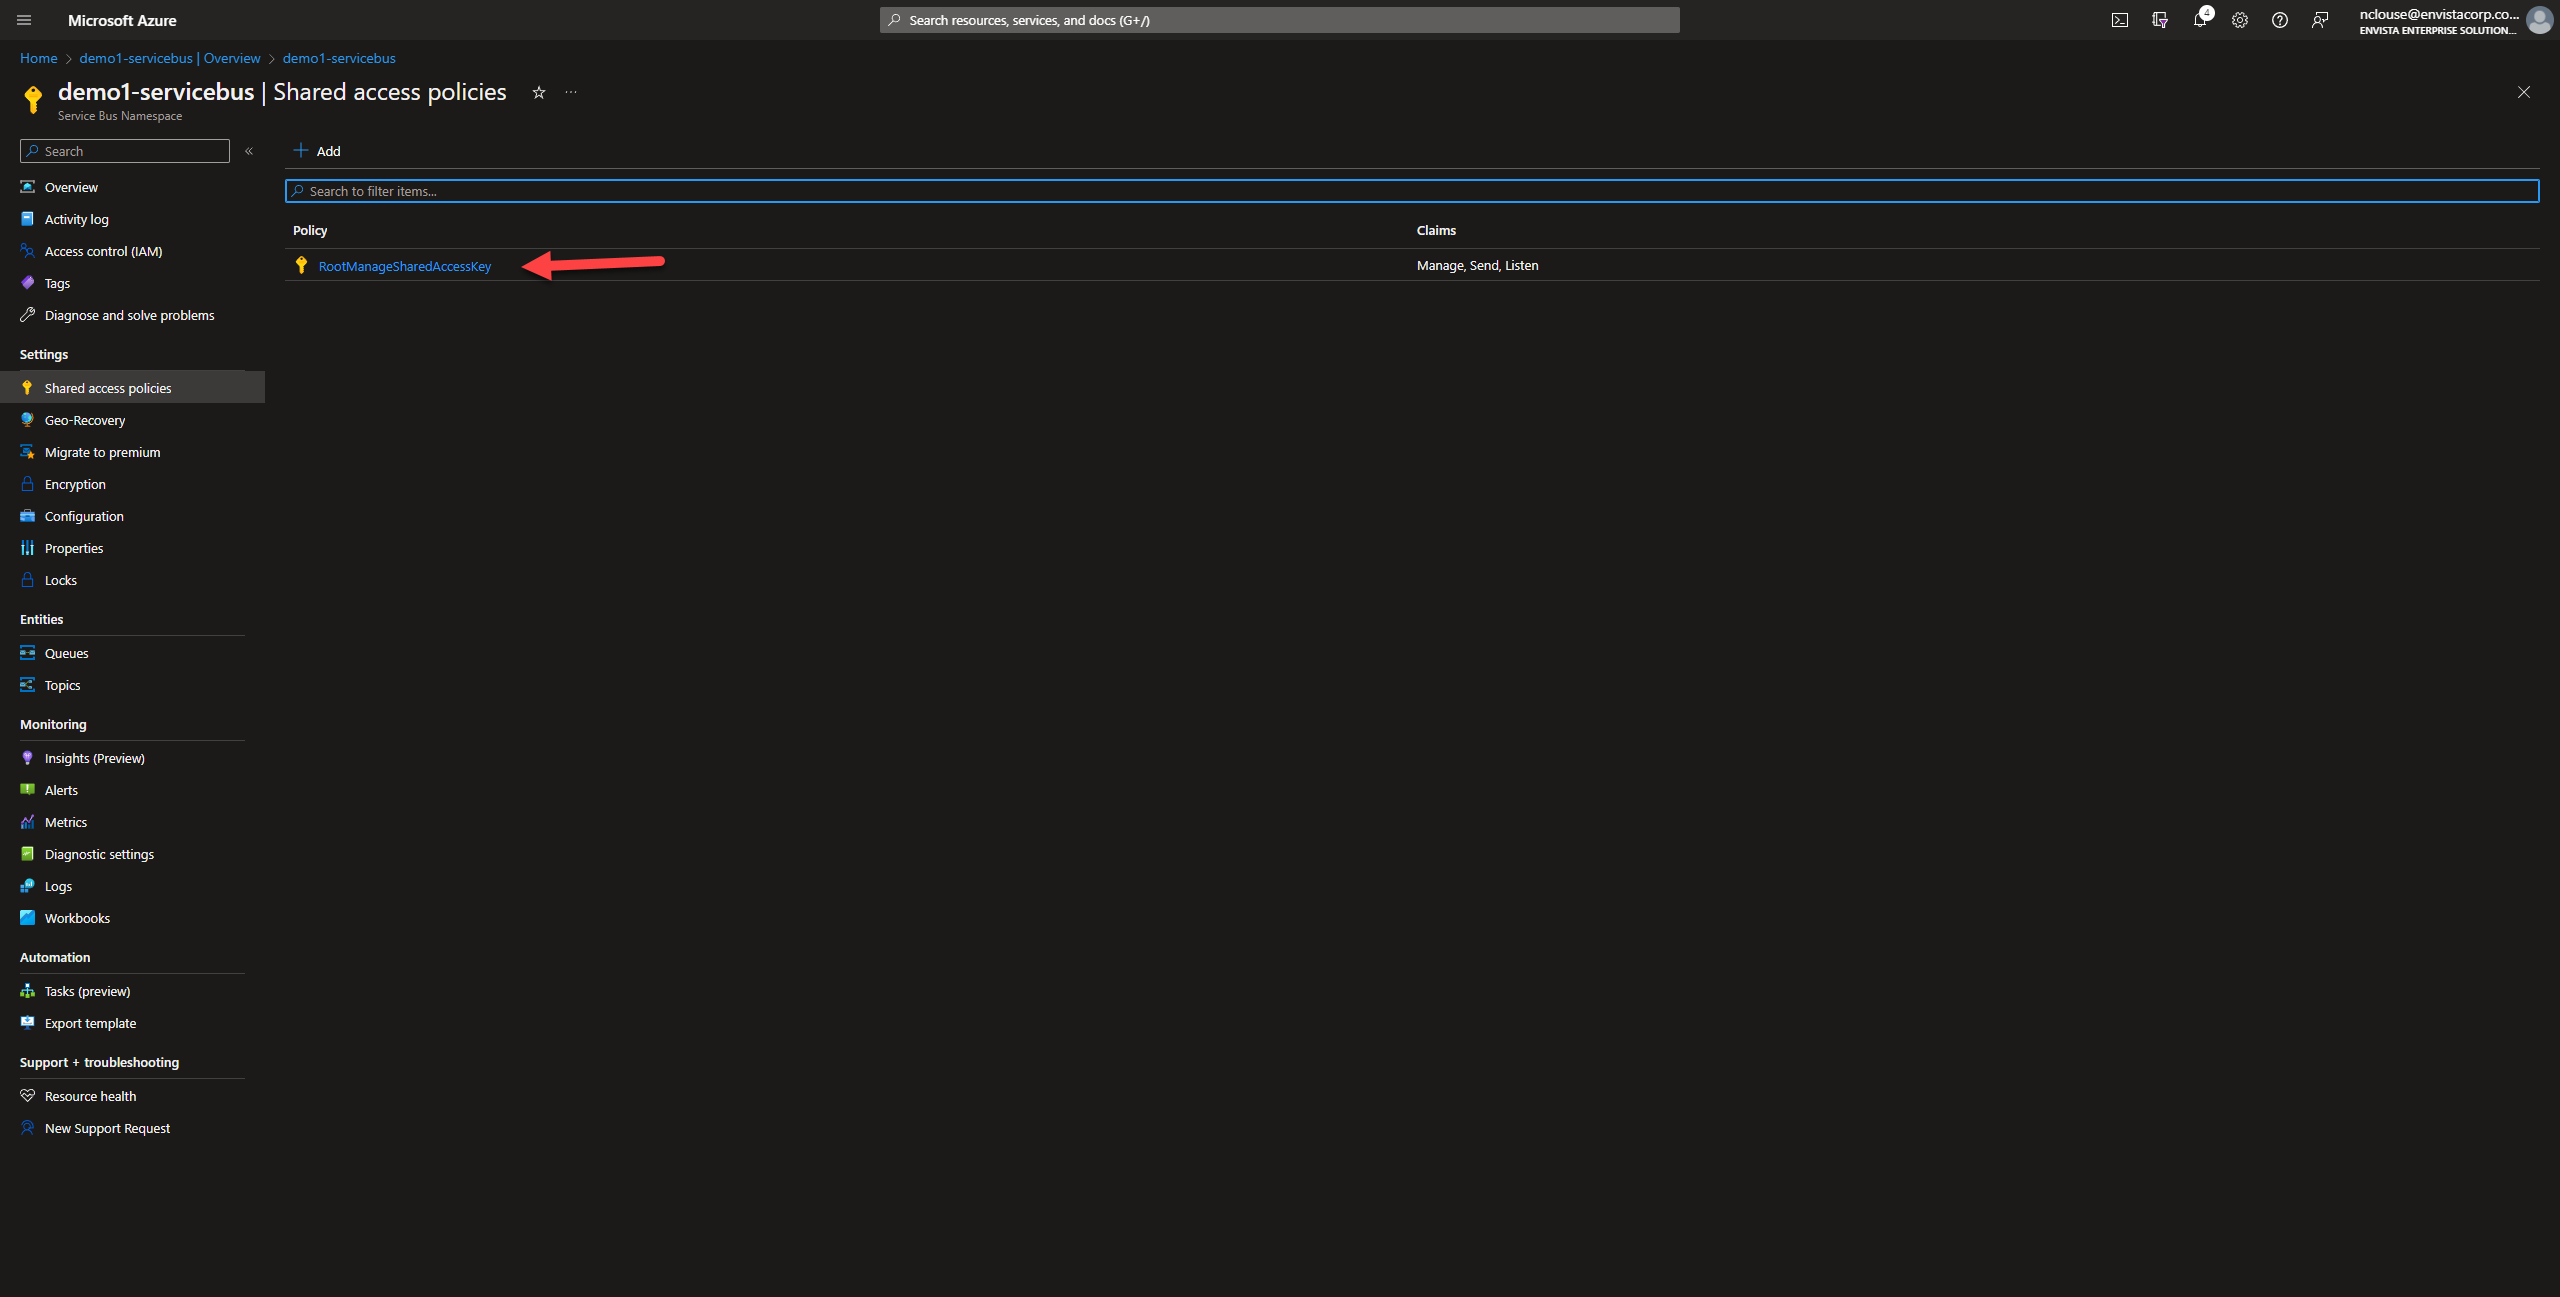 Microsoft Azure
Search resources, services, and docs (G+/)
4
nclouse@envistacorp.co...
ENVISTA ENTERPRISE SOLUTION...
Home > demo1-servicebus | Overview > demo1-servicebus
demo1-servicebus | Shared access policies
Service Bus Namespace
Search
«
Add
Overview
Search to filter items...
Activity log
Policy
Claims
Access control (IAM)
RootManageSharedAccessKey
Manage, Send, Listen
Tags
Diagnose and solve problems
Settings
Shared access policies
Geo-Recovery
Migrate to premium
Encryption
Configuration
Properties
Locks
Entities
Queues
Topics
Monitoring
Insights (Preview)
Alerts
Metrics
Diagnostic settings
Logs
Workbooks
Automation
Tasks (preview)
Export template
Support + troubleshooting
Resource health
New Support Request